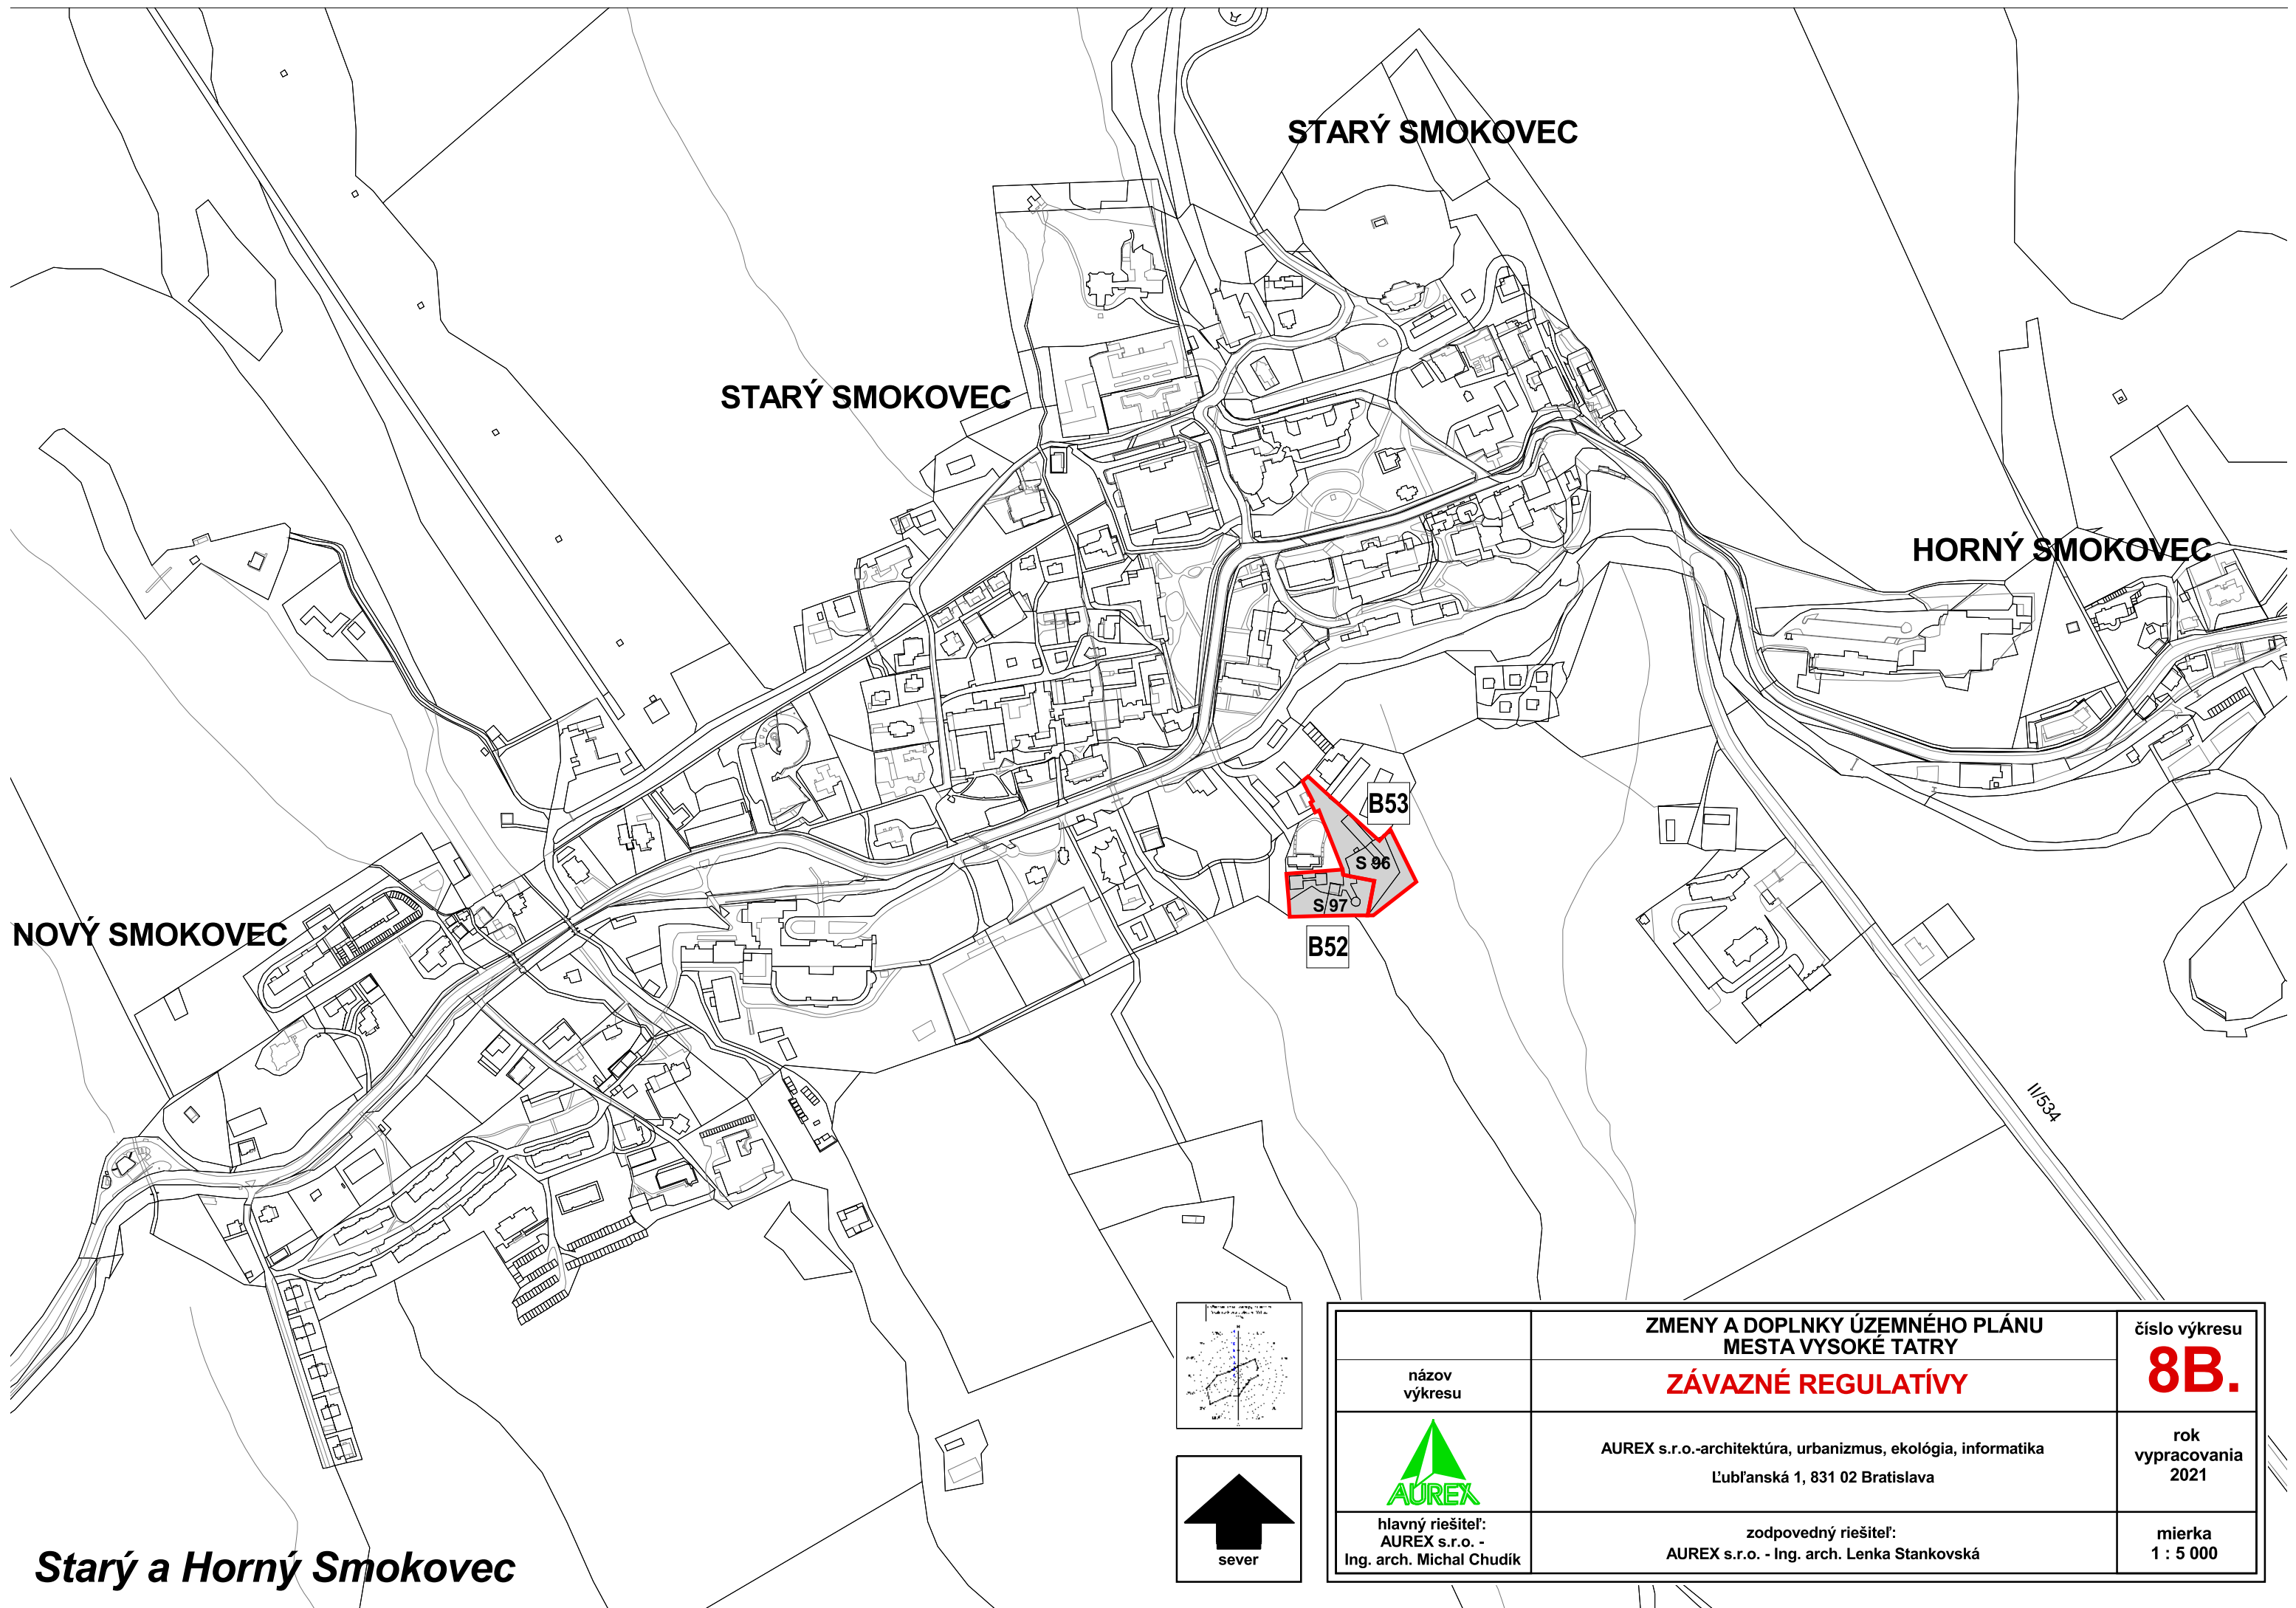 STARÝ SMOKOVEC
STARÝ SMOKOVEC
HORNÝ SMOKOVEC
B53
S 96
S 97
B52
NOVÝ SMOKOVEC
II/534
ZMENY A DOPLNKY ÚZEMNÉHO PLÁNU
MESTA VYSOKÉ TATRY
číslo výkresu
8B.
názov
výkresu
ZÁVAZNÉ REGULATÍVY
AUREX
AUREX s.r.o.-architektúra, urbanizmus, ekológia, informatika
Ľubľanská 1, 831 02 Bratislava
rok
vypracovania
2021
hlavný riešiteľ:
AUREX s.r.o. -
Ing. arch. Michal Chudík
zodpovedný riešiteľ:
AUREX s.r.o. - Ing. arch. Lenka Stankovská
mierka
1 : 5 000
sever
Starý a Horný Smokovec